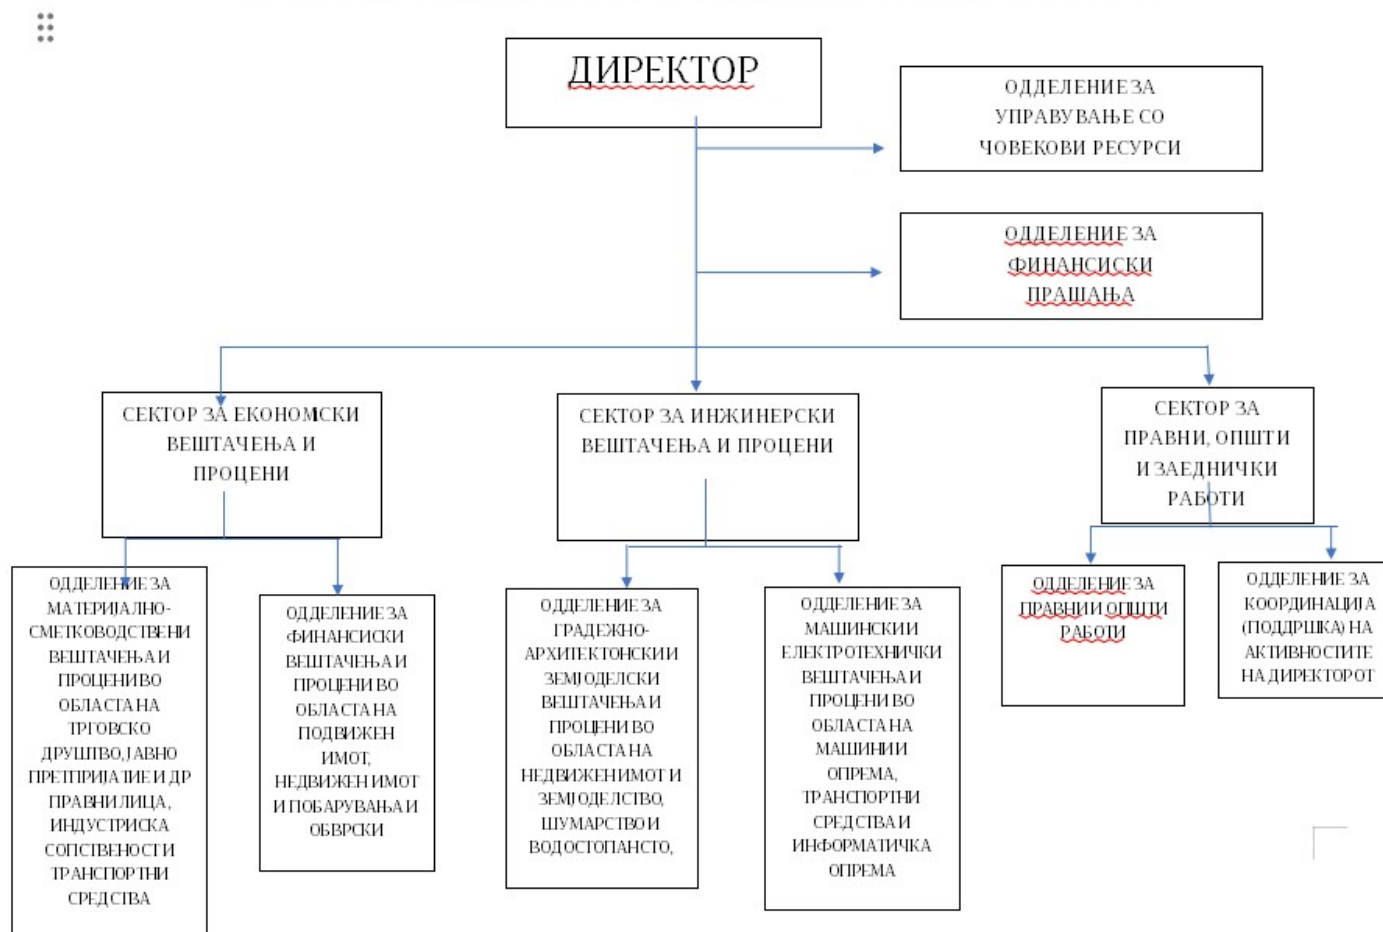 ДИРЕКТОР
ОДДЕЛЕНИЕ ЗА
УПРАВУВАЊЕ СО
ЧОВЕКОВИ РЕСУРСИ
ОДДЕЛЕНИЕ ЗА
ФИНАНСИСКИ
ПРАШАЊА
СЕКТОР ЗА ЕКОНОМСКИ
ВЕШТАЧЕЊА И
ПРОЦЕНИ
СЕКТОР ЗА ИНЖИНЕРСКИ
ВЕШТАЧЕЊА И ПРОЦЕНИ
СЕКТОР ЗА
ПРАВНИ, ОПШТИ
И ЗАЕДНИЧКИ
РАБОТИ
ОДДЕЛЕНИЕ ЗА
МАТЕРИЈАЛНО-
СМЕТКОВОДСТВЕНИ
ВЕШТАЧЕЊА И
ПРОЦЕНИ ВО
ОБЛАСТА НА
ТРГОВСКО
ДРУШТВО, ЈАВНО
ПРЕТПРИЈАТИЕ И ДР
ПРАВНИ ЛИЦА,
ИНДУСТРИСКА
СОПСТВЕНОСТ И
ТРАНСПОРТНИ
СРЕДСТВА
ОДДЕЛЕНИЕ ЗА
ФИНАНСИСКИ
ВЕШТАЧЕЊА И
ПРОЦЕНИ ВО
ОБЛАСТА НА
ПОДВИЖЕН
ИМОТ,
НЕДВИЖЕН ИМОТ
И ПОБАРУВАЊА И
ОБВРСКИ
ОДДЕЛЕНИЕ ЗА
ГРАДЕЖНО-
АРХИТЕКТОНСКИ И
ЗЕМЈОДЕЛСКИ
ВЕШТАЧЕЊА И
ПРОЦЕНИ ВО
ОБЛАСТА НА
НЕДВИЖЕН ИМОТ И
ЗЕМЈОДЕЛСТВО,
ШУМАРСТВО И
ВОДОСТОПАНСТО,
ОДДЕЛЕНИЕ ЗА
МАШИНСКИ И
ЕЛЕКТРОТЕХНИЧКИ
ВЕШТАЧЕЊА И
ПРОЦЕНИ ВО
ОБЛАСТА НА
МАШИНИ И
ОПРЕМА,
ТРАНСПОРТНИ
СРЕДСТВА И
ИНФОРМАТИЧКА
ОПРЕМА
ОДДЕЛЕНИЕ ЗА
ПРАВНИ И ОПШТИ
РАБОТИ
ОДДЕЛЕНИЕ ЗА
КООРДИНАЦИЈА
(ПОДДРШКА) НА
АКТИВНОСТИТЕ
НА ДИРЕКТОРОТ